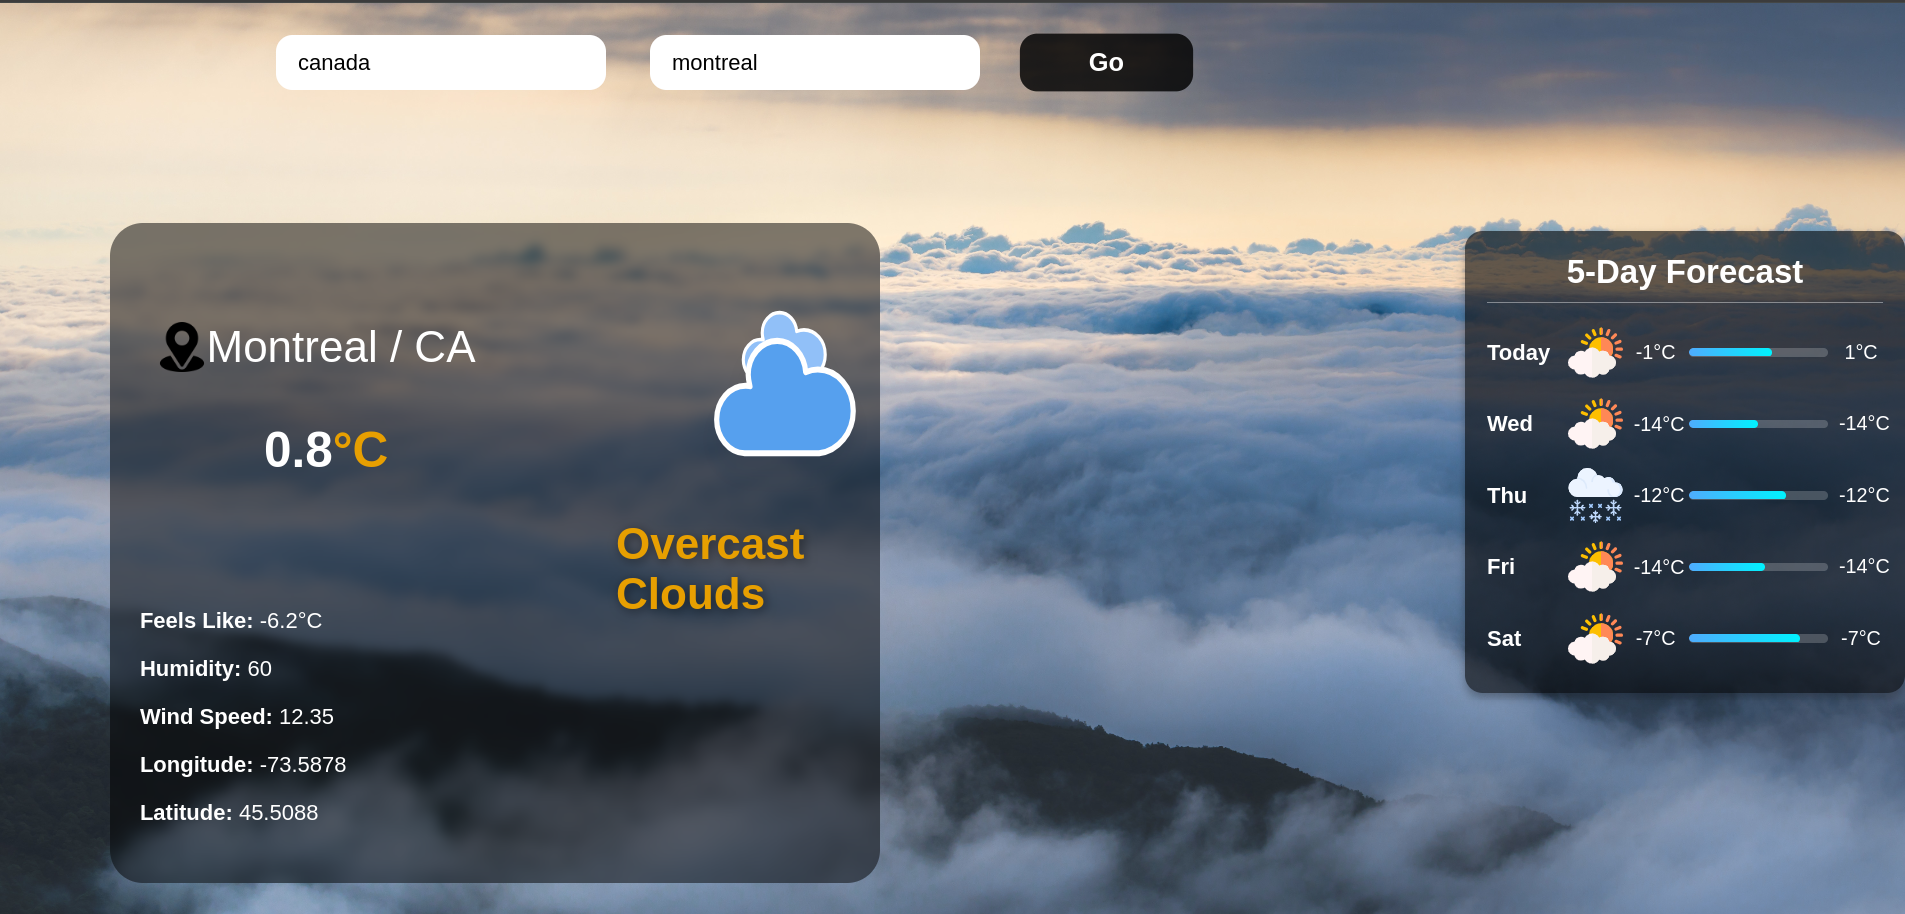 canada
montreal
Go
Montreal / CA
0.8°C
Overcast
Clouds
Feels Like: -6.2°C
Humidity: 60
Wind Speed: 12.35
Longitude: -73.5878
Latitude: 45.5088
5-Day Forecast
Today -1°C 1°C
Wed -14°C -14°C
Thu -12°C -12°C
Fri -14°C -14°C
Sat -7°C -7°C